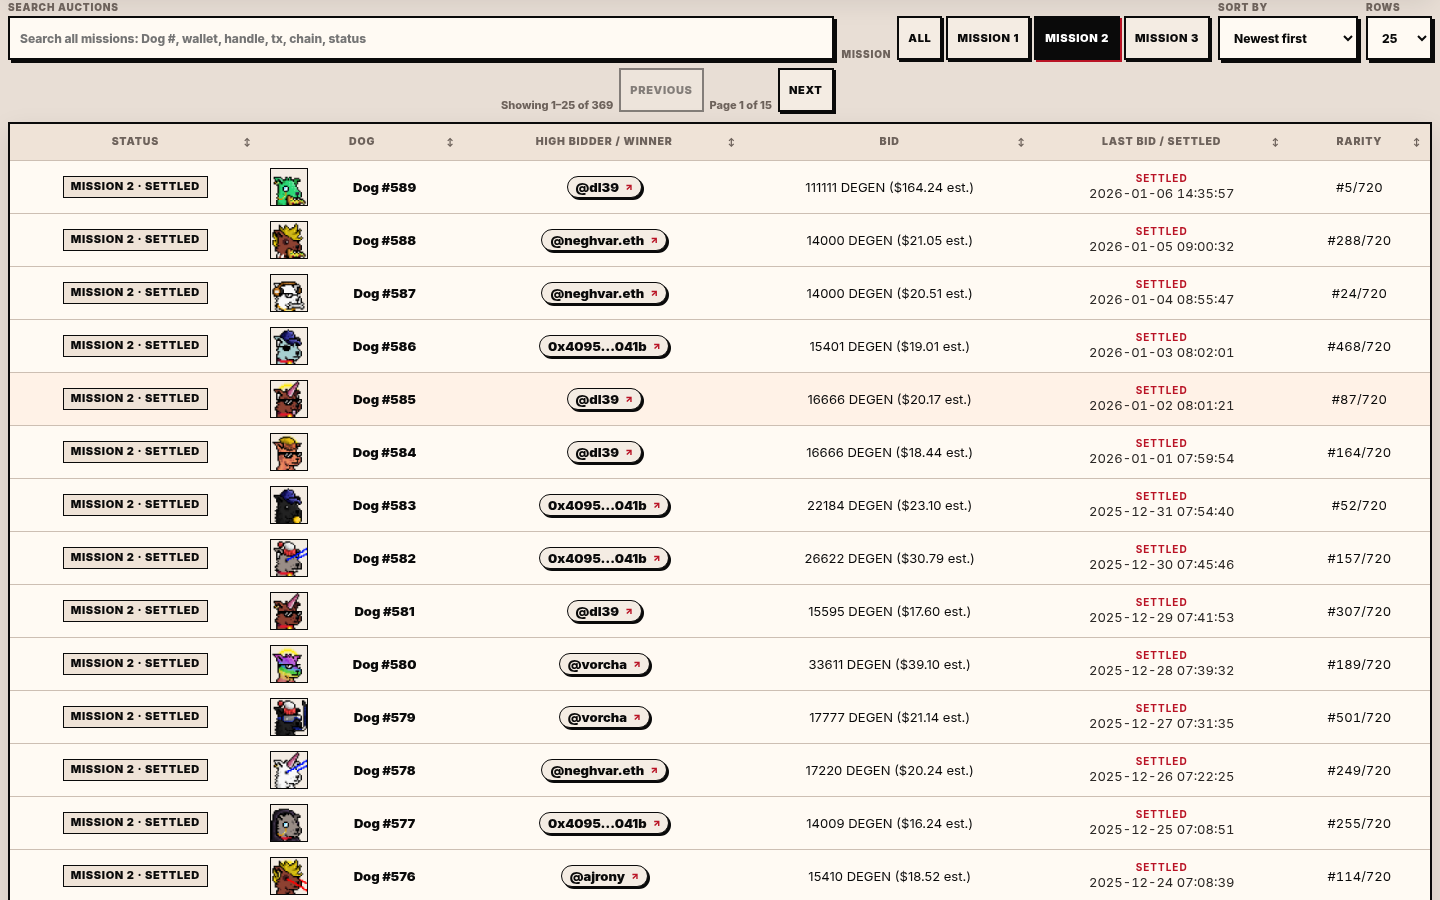 SEARCH AUCTIONS
Search all missions: Dog #, wallet, handle, tx, chain, status
MISSION
ALL
MISSION 1
MISSION 2
MISSION 3
SORT BY
Newest first
ROWS
25
Showing 1–25 of 369
PREVIOUS
Page 1 of 15
NEXT
STATUS ↕ DOG ↕ HIGH BIDDER / WINNER ↕ BID ↕ LAST BID / SETTLED ↕ RARITY ↕
MISSION 2 · SETTLED Dog #589 @dl39 ↗ 111111 DEGEN ($164.24 est.) SETTLED
2026-01-06 14:35:57 #5/720
MISSION 2 · SETTLED Dog #588 @neghvar.eth ↗ 14000 DEGEN ($21.05 est.) SETTLED
2026-01-05 09:00:32 #288/720
MISSION 2 · SETTLED Dog #587 @neghvar.eth ↗ 14000 DEGEN ($20.51 est.) SETTLED
2026-01-04 08:55:47 #24/720
MISSION 2 · SETTLED Dog #586 0x4095...041b ↗ 15401 DEGEN ($19.01 est.) SETTLED
2026-01-03 08:02:01 #468/720
MISSION 2 · SETTLED Dog #585 @dl39 ↗ 16666 DEGEN ($20.17 est.) SETTLED
2026-01-02 08:01:21 #87/720
MISSION 2 · SETTLED Dog #584 @dl39 ↗ 16666 DEGEN ($18.44 est.) SETTLED
2026-01-01 07:59:54 #164/720
MISSION 2 · SETTLED Dog #583 0x4095...041b ↗ 22184 DEGEN ($23.10 est.) SETTLED
2025-12-31 07:54:40 #52/720
MISSION 2 · SETTLED Dog #582 0x4095...041b ↗ 26622 DEGEN ($30.79 est.) SETTLED
2025-12-30 07:45:46 #157/720
MISSION 2 · SETTLED Dog #581 @dl39 ↗ 15595 DEGEN ($17.60 est.) SETTLED
2025-12-29 07:41:53 #307/720
MISSION 2 · SETTLED Dog #580 @vorcha ↗ 33611 DEGEN ($39.10 est.) SETTLED
2025-12-28 07:39:32 #189/720
MISSION 2 · SETTLED Dog #579 @vorcha ↗ 17777 DEGEN ($21.14 est.) SETTLED
2025-12-27 07:31:35 #501/720
MISSION 2 · SETTLED Dog #578 @neghvar.eth ↗ 17220 DEGEN ($20.24 est.) SETTLED
2025-12-26 07:22:25 #249/720
MISSION 2 · SETTLED Dog #577 0x4095...041b ↗ 14009 DEGEN ($16.24 est.) SETTLED
2025-12-25 07:08:51 #255/720
MISSION 2 · SETTLED Dog #576 @ajrony ↗ 15410 DEGEN ($18.52 est.) SETTLED
2025-12-24 07:08:39 #114/720